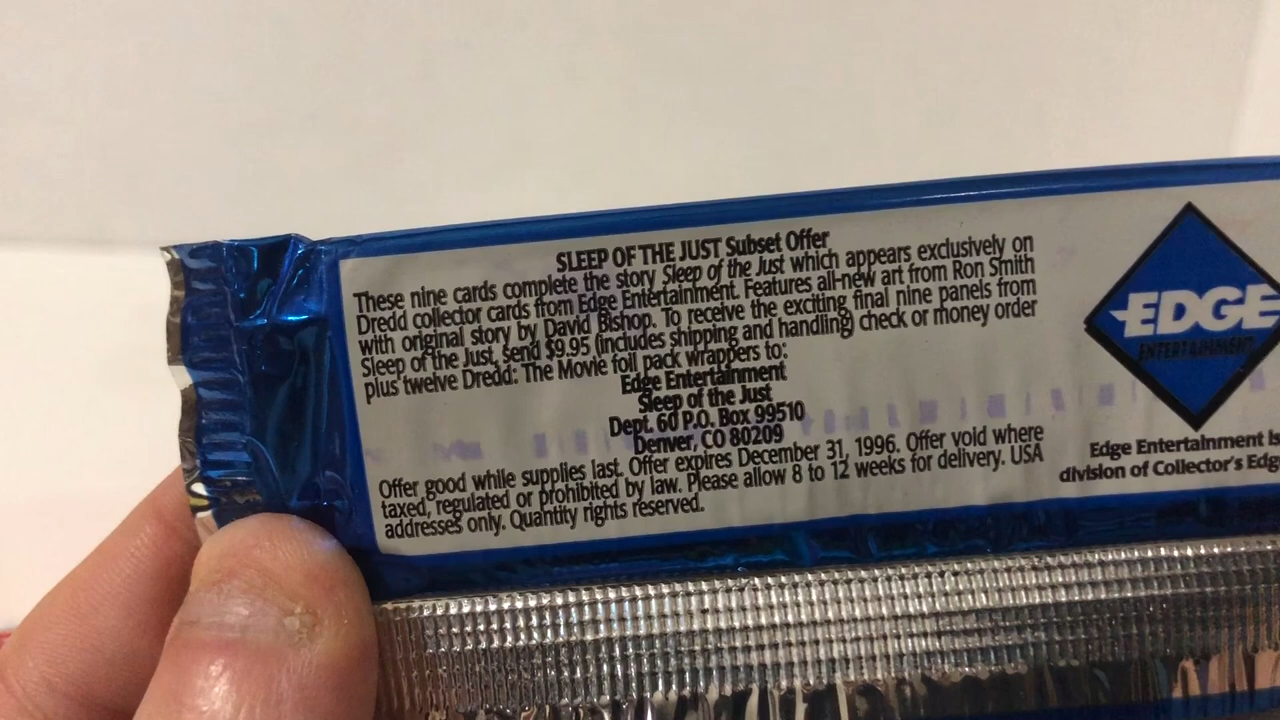 SLEEP OF THE JUST Subset Offer
These nine cards complete the story Sleep of the Just which appears exclusively on
Dredd collector cards from Edge Entertainment. Features all-new art from Ron Smith
with original story by David Bishop. To receive the exciting final nine panels from
Sleep of the Just, send $9.95 (includes shipping and handling) check or money order
plus twelve Dredd: The Movie foil pack wrappers to:
Edge Entertainment
Sleep of the Just
Dept. 60 P.O. Box 99510
Denver, CO 80209
Offer good while supplies last. Offer expires December 31, 1996. Offer void where
taxed, regulated or prohibited by law. Please allow 8 to 12 weeks for delivery. USA
addresses only. Quantity rights reserved.
EDGE
ENTERTAINMENT
Edge Entertainment is
division of Collector's Edg